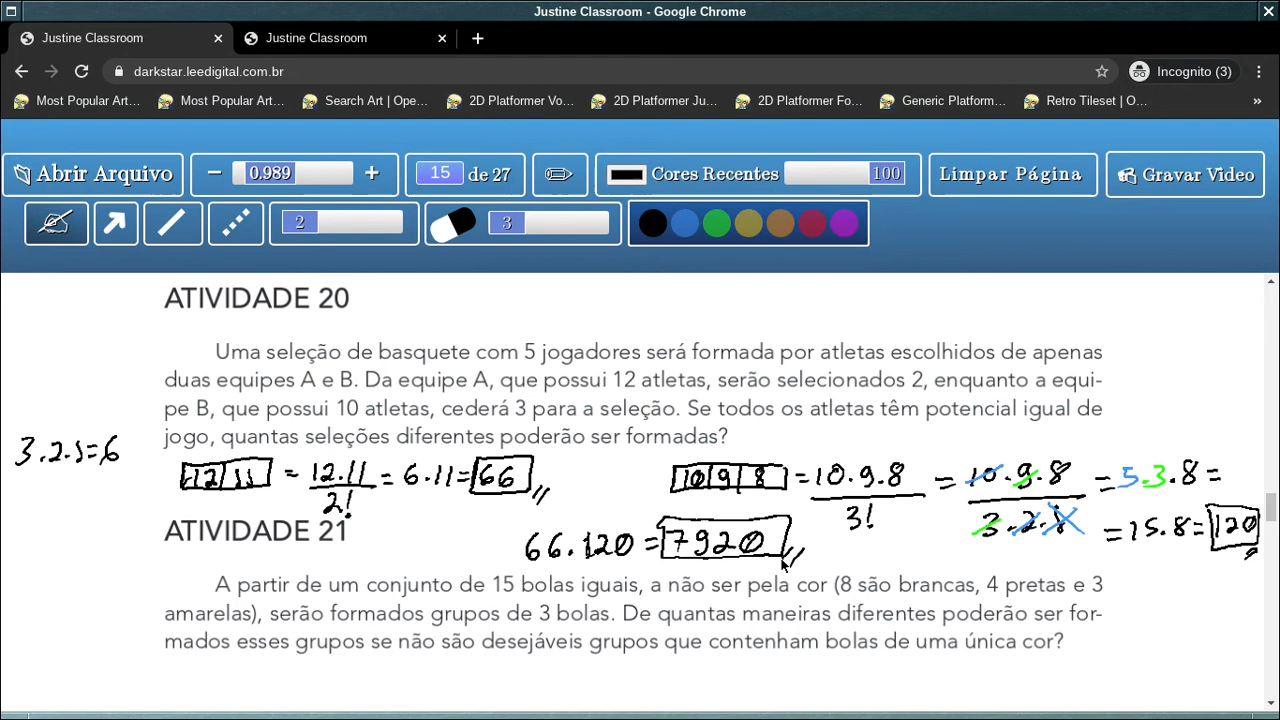 Justine Classroom - Google Chrome
Justine Classroom
Justine Classroom
darkstar.leedigital.com.br
Incognito (3)
Most Popular Art…
Most Popular Art…
Search Art | Ope…
2D Platformer Vo…
2D Platformer Ju…
2D Platformer Fo…
Generic Platform…
Retro Tileset | O…
»
Abrir Arquivo
− 0,989 +
15 de 27
Cores Recentes 100
Limpar Página
Gravar Video
2
3
ATIVIDADE 20
Uma seleção de basquete com 5 jogadores será formada por atletas escolhidos de apenas
duas equipes A e B. Da equipe A, que possui 12 atletas, serão selecionados 2, enquanto a equi-
pe B, que possui 10 atletas, cederá 3 para a seleção. Se todos os atletas têm potencial igual de
jogo, quantas seleções diferentes poderão ser formadas?
3.2.1=6
12 11 = 12.11 = 6.11 = 66
2!
10 9 8 = 10.9.8 = 10.9.8 = 5.3.8 =
3! 3.2.1
= 15.8 = 120
66.120 = 7920
ATIVIDADE 21
A partir de um conjunto de 15 bolas iguais, a não ser pela cor (8 são brancas, 4 pretas e 3
amarelas), serão formados grupos de 3 bolas. De quantas maneiras diferentes poderão ser for-
mados esses grupos se não são desejáveis grupos que contenham bolas de uma única cor?